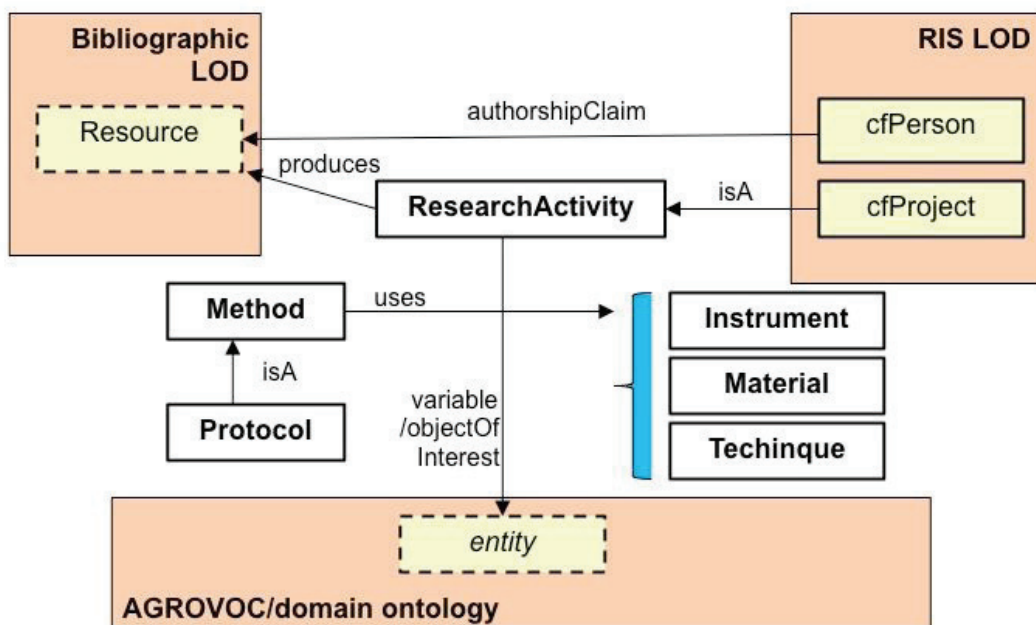 Bibliographic
LOD
RIS LOD
Resource
authorshipClaim
cfPerson
produces
ResearchActivity
isA
cfProject
Method
uses
Instrument
isA
Material
Protocol
variable
/objectOf
Interest
Techinque
entity
AGROVOC/domain ontology